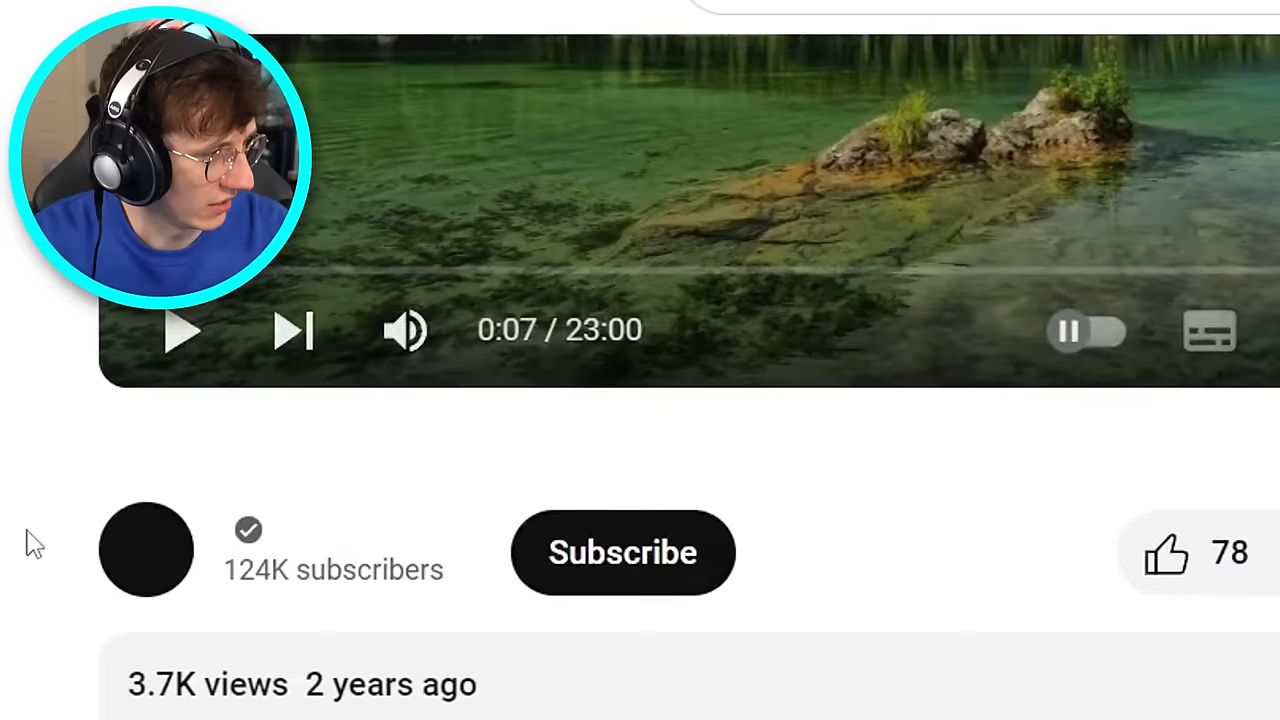 0:07 / 23:00
124K subscribers
Subscribe
78
3.7K views 2 years ago